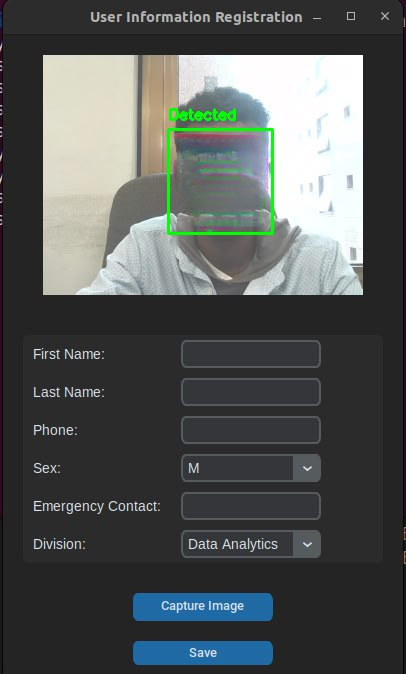 User Information Registration
Detected
First Name:
Last Name:
Phone:
Sex: M
Emergency Contact:
Division: Data Analytics
Capture Image
Save